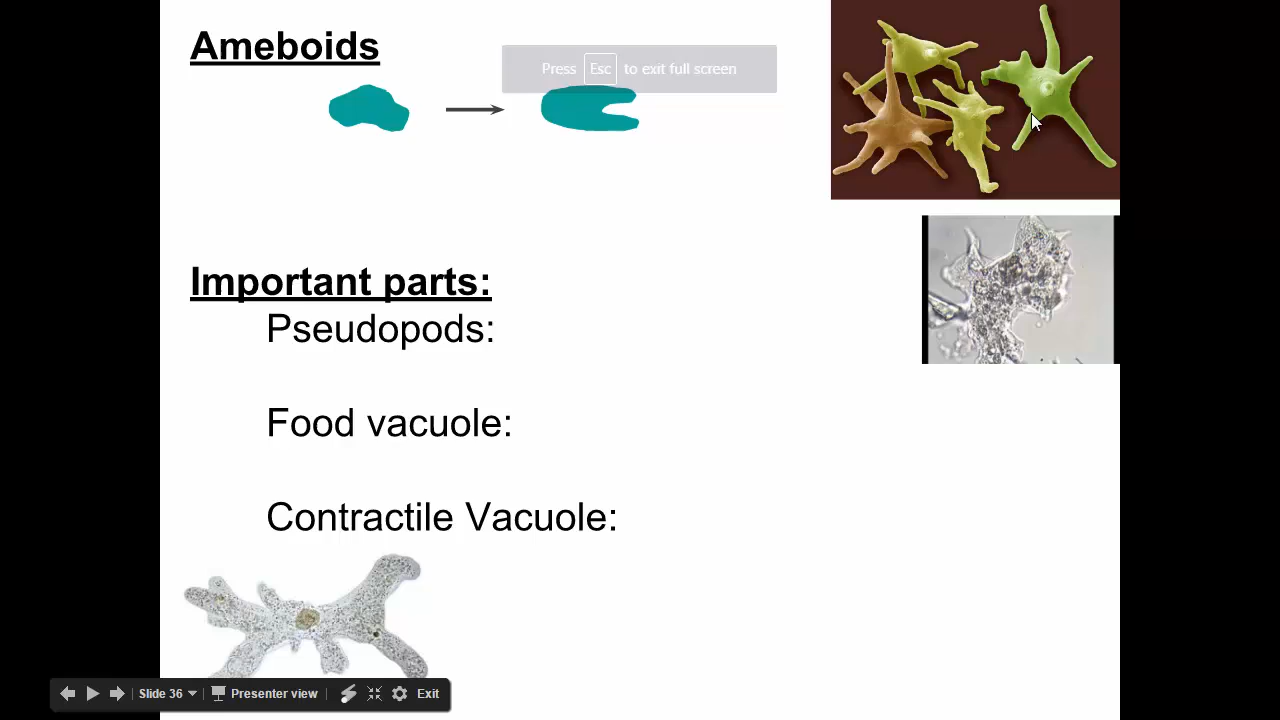 Ameboids
Press Esc to exit full screen
Important parts:
Pseudopods:
Food vacuole:
Contractile Vacuole:
Slide 36
Presenter view
Exit